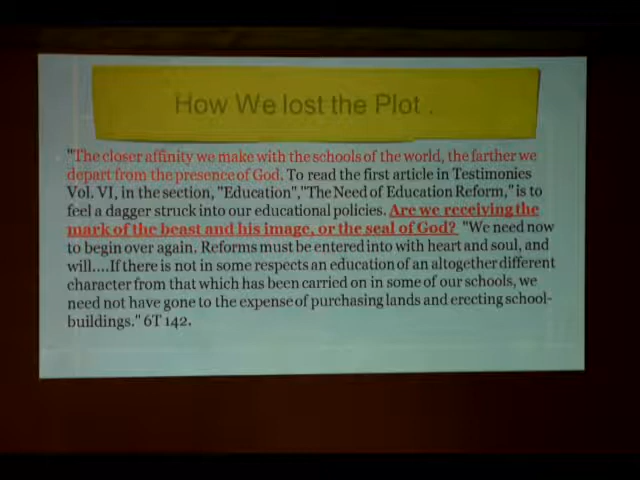 How We lost the Plot ..
"The closer affinity we make with the schools of the world, the farther we
depart from the presence of God. To read the first article in Testimonies
Vol. VI, in the section, "Education","The Need of Education Reform," is to
feel a dagger struck into our educational policies. Are we receiving the
mark of the beast and his image, or the seal of God? "We need now
to begin over again. Reforms must be entered into with heart and soul, and
will....If there is not in some respects an education of an altogether different
character from that which has been carried on in some of our schools, we
need not have gone to the expense of purchasing lands and erecting school-
buildings." 6T 142.